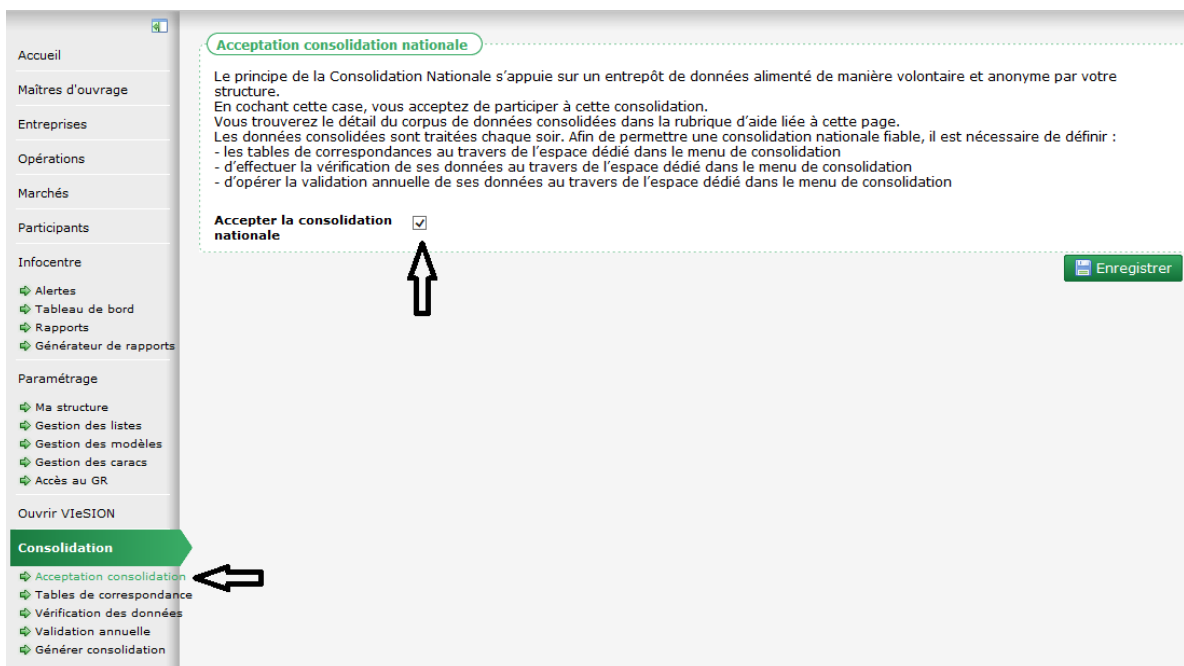 Accueil
Maîtres d'ouvrage
Entreprises
Opérations
Marchés
Participants
Infocentre
Alertes
Tableau de bord
Rapports
Générateur de rapports
Paramétrage
Ma structure
Gestion des listes
Gestion des modèles
Gestion des caracs
Accès au GR
Ouvrir VIeSION
Consolidation
Acceptation consolidation
Tables de correspondance
Vérification des données
Validation annuelle
Générer consolidation
Acceptation consolidation nationale
Le principe de la Consolidation Nationale s'appuie sur un entrepôt de données alimenté de manière volontaire et anonyme par votre
structure.
En cochant cette case, vous acceptez de participer à cette consolidation.
Vous trouverez le détail du corpus de données consolidées dans la rubrique d'aide liée à cette page.
Les données consolidées sont traitées chaque soir. Afin de permettre une consolidation nationale fiable, il est nécessaire de définir :
- les tables de correspondances au travers de l'espace dédié dans le menu de consolidation
- d'effectuer la vérification de ses données au travers de l'espace dédié dans le menu de consolidation
- d'opérer la validation annuelle de ses données au travers de l'espace dédié dans le menu de consolidation
Accepter la consolidation
nationale
Enregistrer